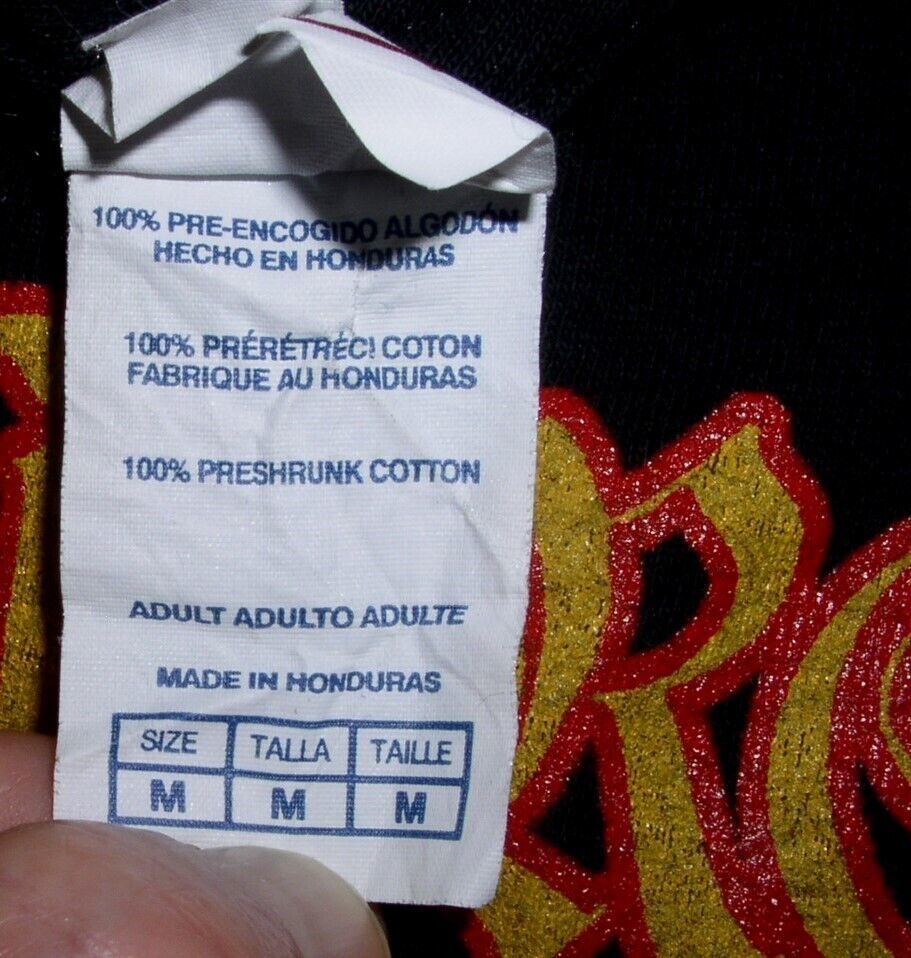 100% PRE-ENCOGIDO ALGODÓN
HECHO EN HONDURAS
100% PRÉRÉTRÉCI COTON
FABRIQUE AU HONDURAS
100% PRESHRUNK COTTON
ADULT ADULTO ADULTE
MADE IN HONDURAS
SIZE TALLA TAILLE
M M M